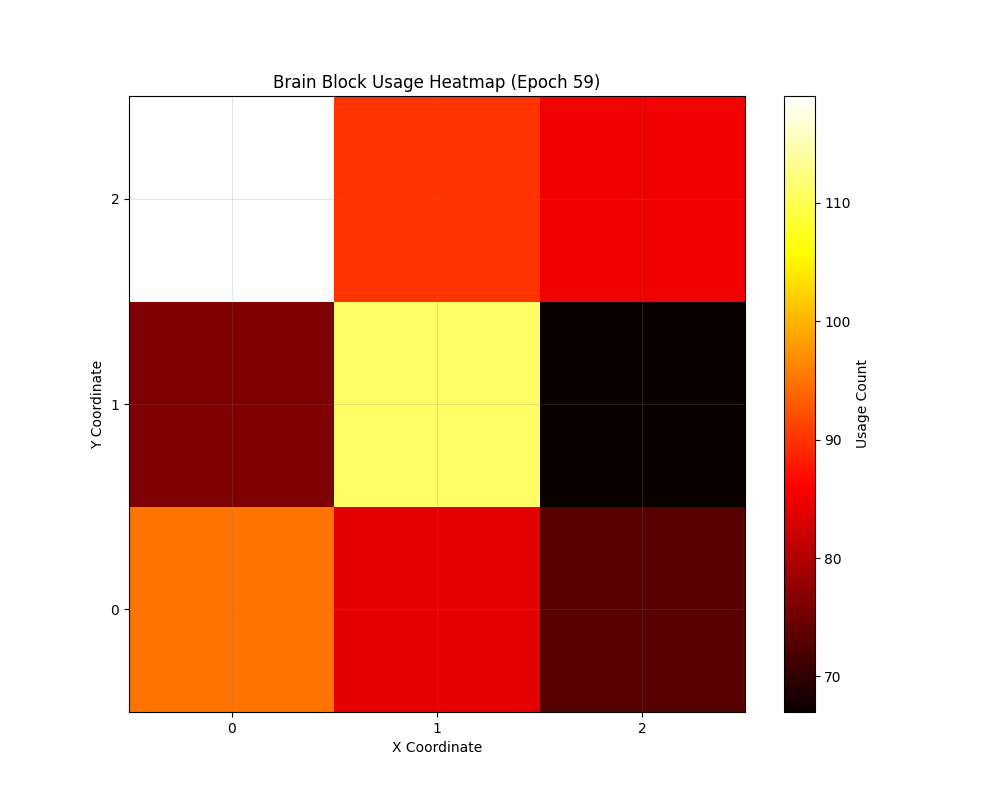 Brain Block Usage Heatmap (Epoch 59)
2
1
0
Y Coordinate
0 1 2
X Coordinate
110
100
90
80
70
Usage Count